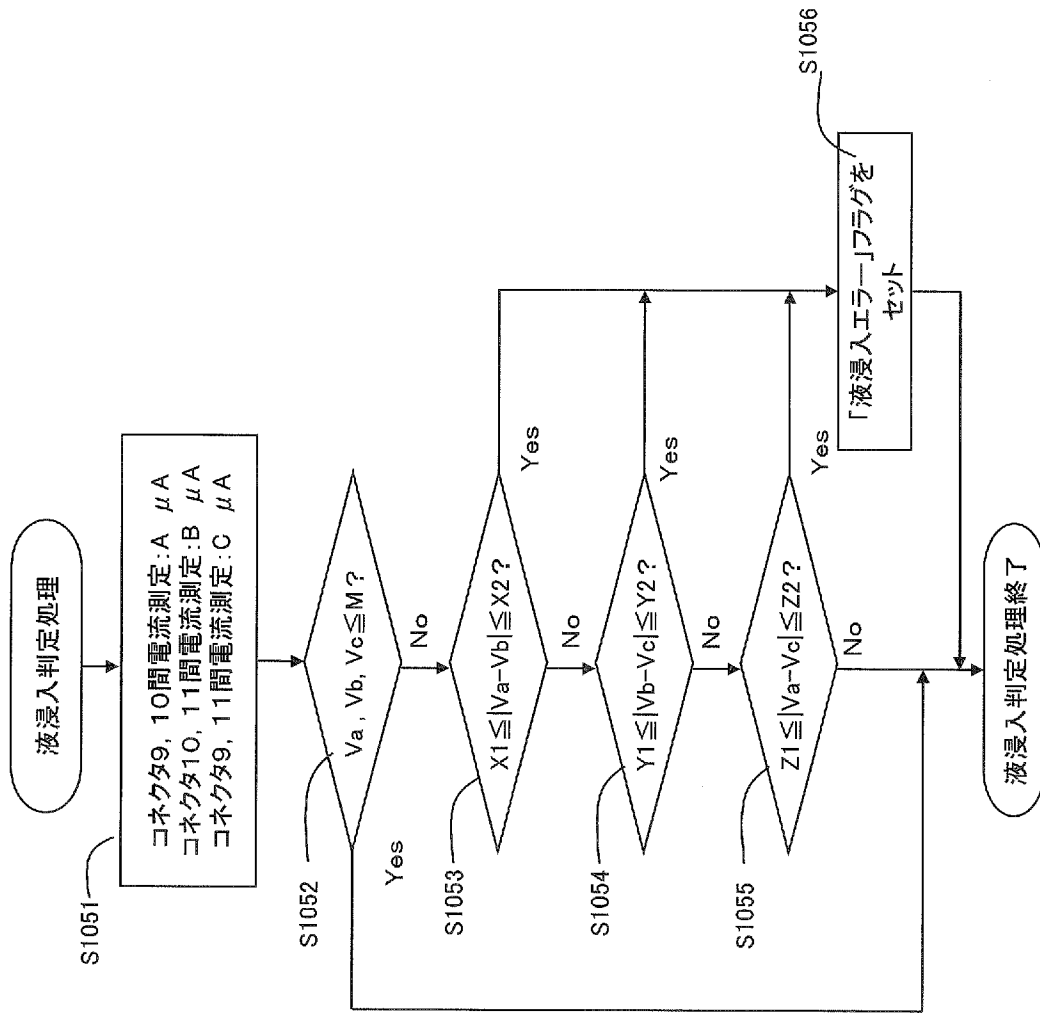 液浸入判定処理
S1051
コネクタ9, 10間電流測定:A μA
コネクタ10, 11間電流測定:B μA
コネクタ9, 11間電流測定:C μA
S1052
Va, Vb, Vc≦M?
Yes
No
S1053
X1≦|Va-Vb|≦X2?
Yes
No
S1054
Y1≦|Vb-Vc|≦Y2?
Yes
No
S1055
Z1≦|Va-Vc|≦Z2?
Yes
No
S1056
「液浸入エラー」フラグを
セット
液浸入判定処理終了